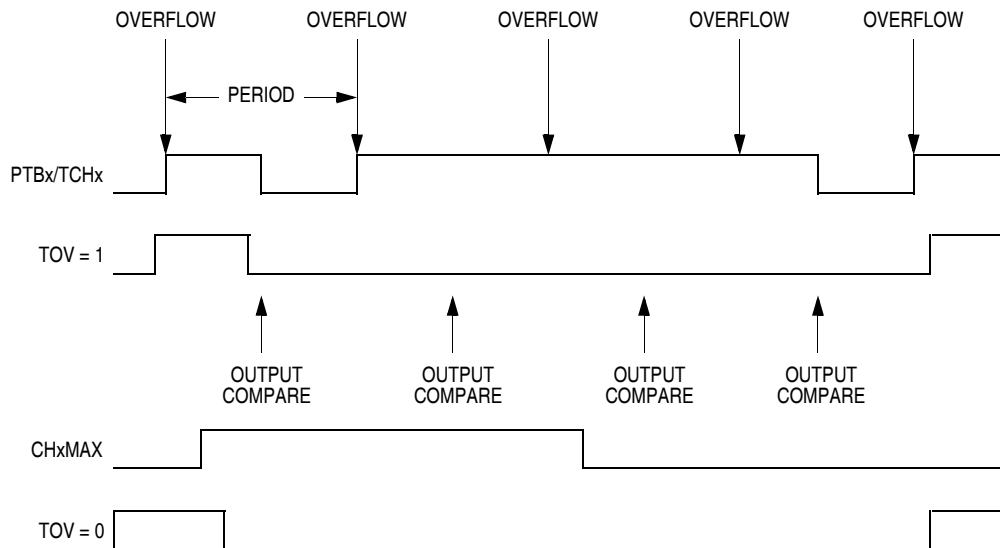 OVERFLOW OVERFLOW OVERFLOW OVERFLOW OVERFLOW
PERIOD
PTBx/TCHx
TOV = 1
OUTPUT COMPARE
OUTPUT COMPARE
OUTPUT COMPARE
OUTPUT COMPARE
CHxMAX
TOV = 0